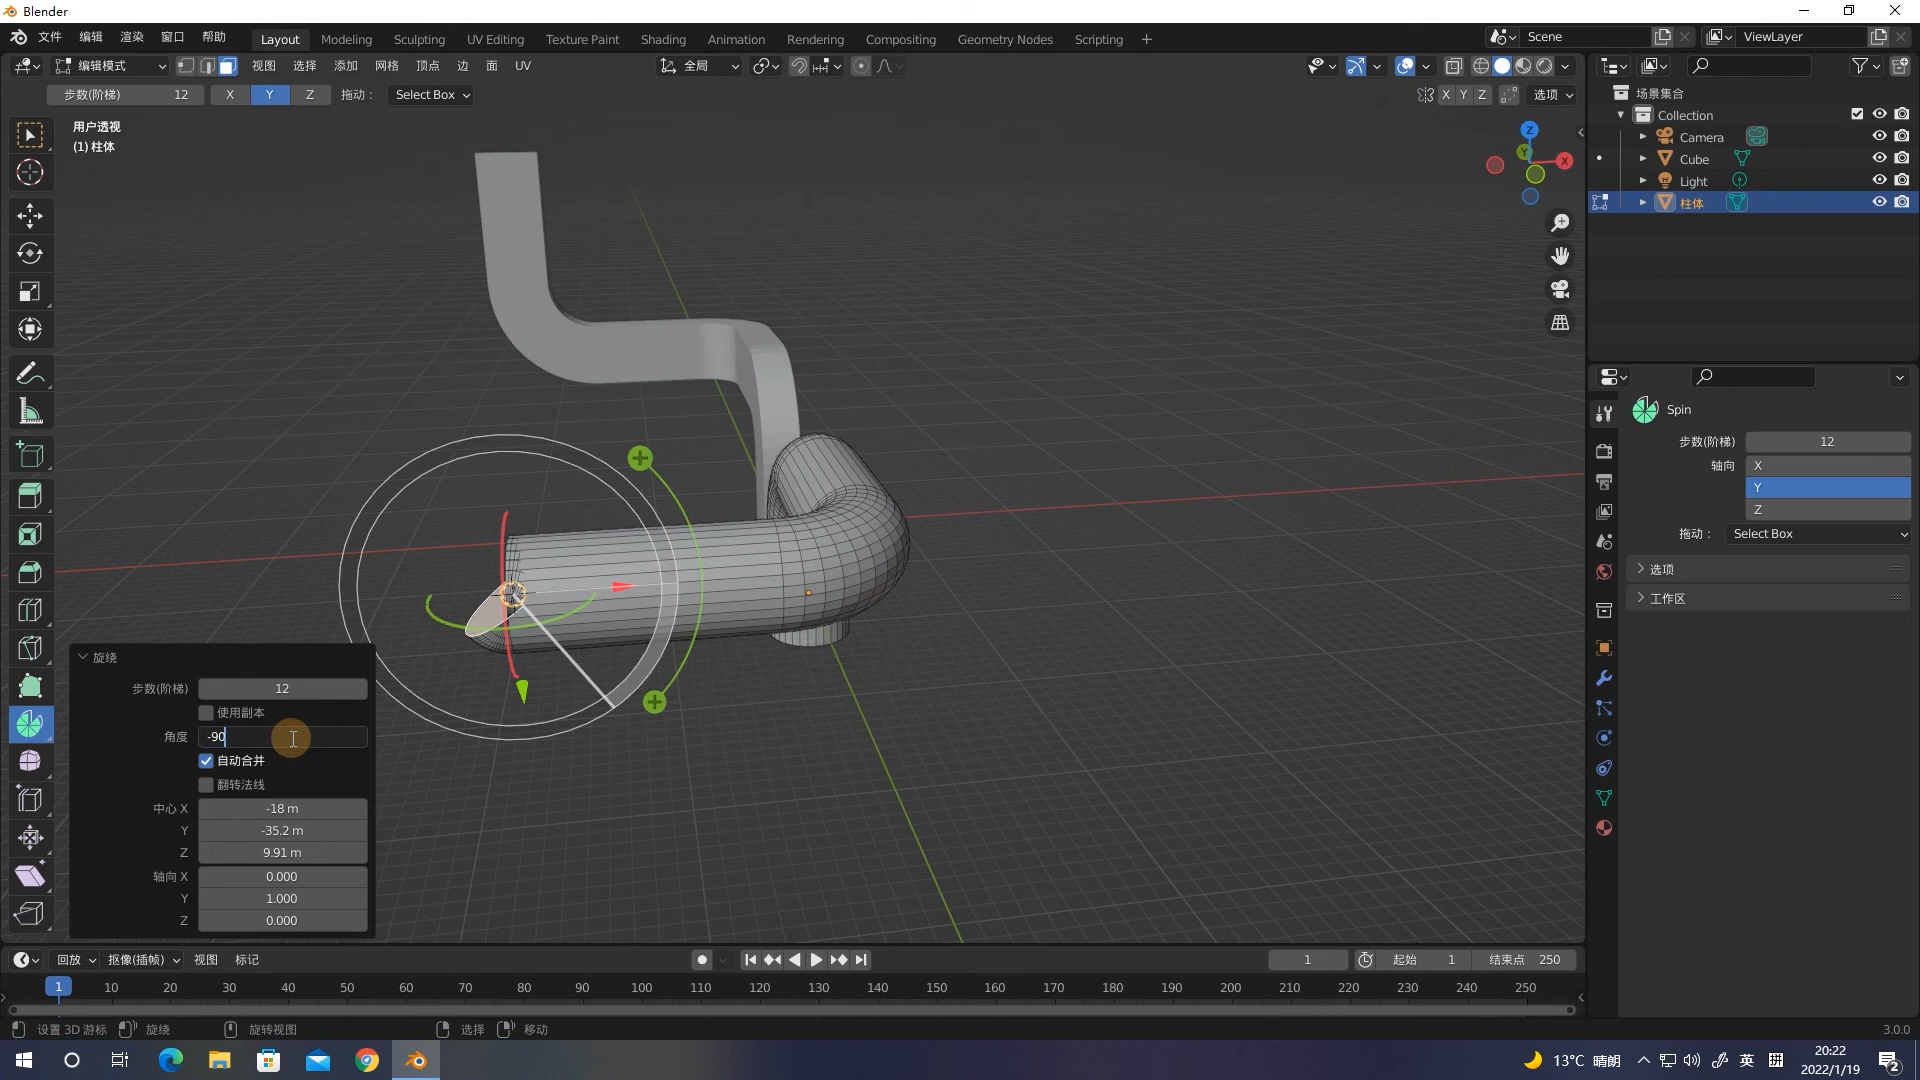 Blender
文件 编辑 渲染 窗口 帮助 Layout Modeling Sculpting UV Editing Texture Paint Shading Animation Rendering Compositing Geometry Nodes Scripting + Scene ViewLayer
编辑模式 视图 选择 添加 网格 顶点 边 面 UV 全局
步数(阶梯) 12 X Y Z 拖动： Select Box X Y Z 选项
用户透视
(1) 柱体
Z
Y
X
场景集合
Collection
Camera
Cube
Light
柱体
Spin
步数(阶梯) 12
轴向 X
Y
Z
拖动： Select Box
选项
工作区
旋绕
步数(阶梯) 12
使用副本
角度 -90
自动合并
翻转法线
中心 X -18 m
Y -35.2 m
Z 9.91 m
轴向 X 0.000
Y 1.000
Z 0.000
回放 抠像(插帧) 视图 标记 1 起始 1 结束点 250
1 10 20 30 40 50 60 70 80 90 100 110 120 130 140 150 160 170 180 190 200 210 220 230 240 250
设置 3D 游标 旋绕 旋转视图 选择 移动 3.0.0
13°C 晴朗 英 拼 20:22
2022/1/19 2